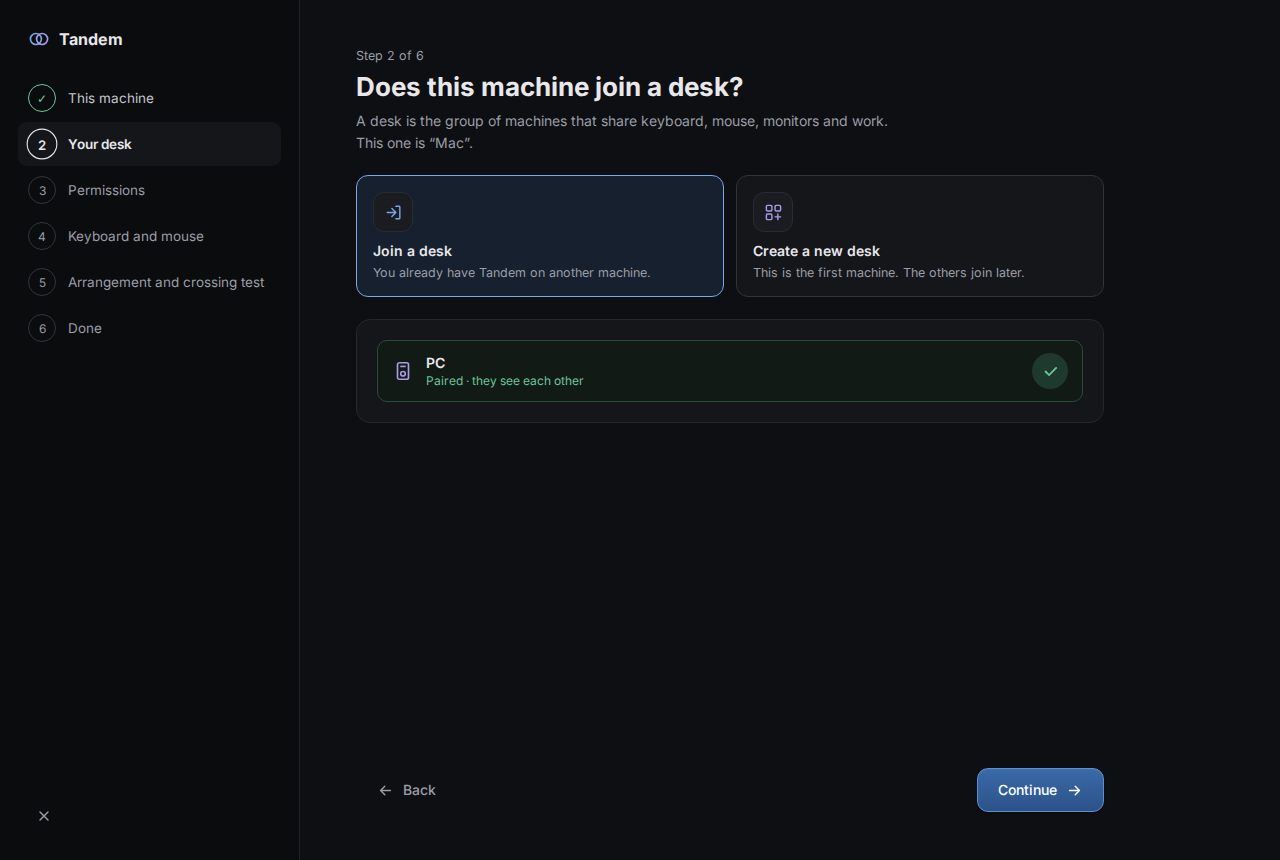 Tandem
✓ This machine
2 Your desk
3 Permissions
4 Keyboard and mouse
5 Arrangement and crossing test
6 Done
Step 2 of 6
Does this machine join a desk?
A desk is the group of machines that share keyboard, mouse, monitors and work.
This one is “Mac”.
Join a desk
You already have Tandem on another machine.
Create a new desk
This is the first machine. The others join later.
PC
Paired · they see each other
Back
Continue